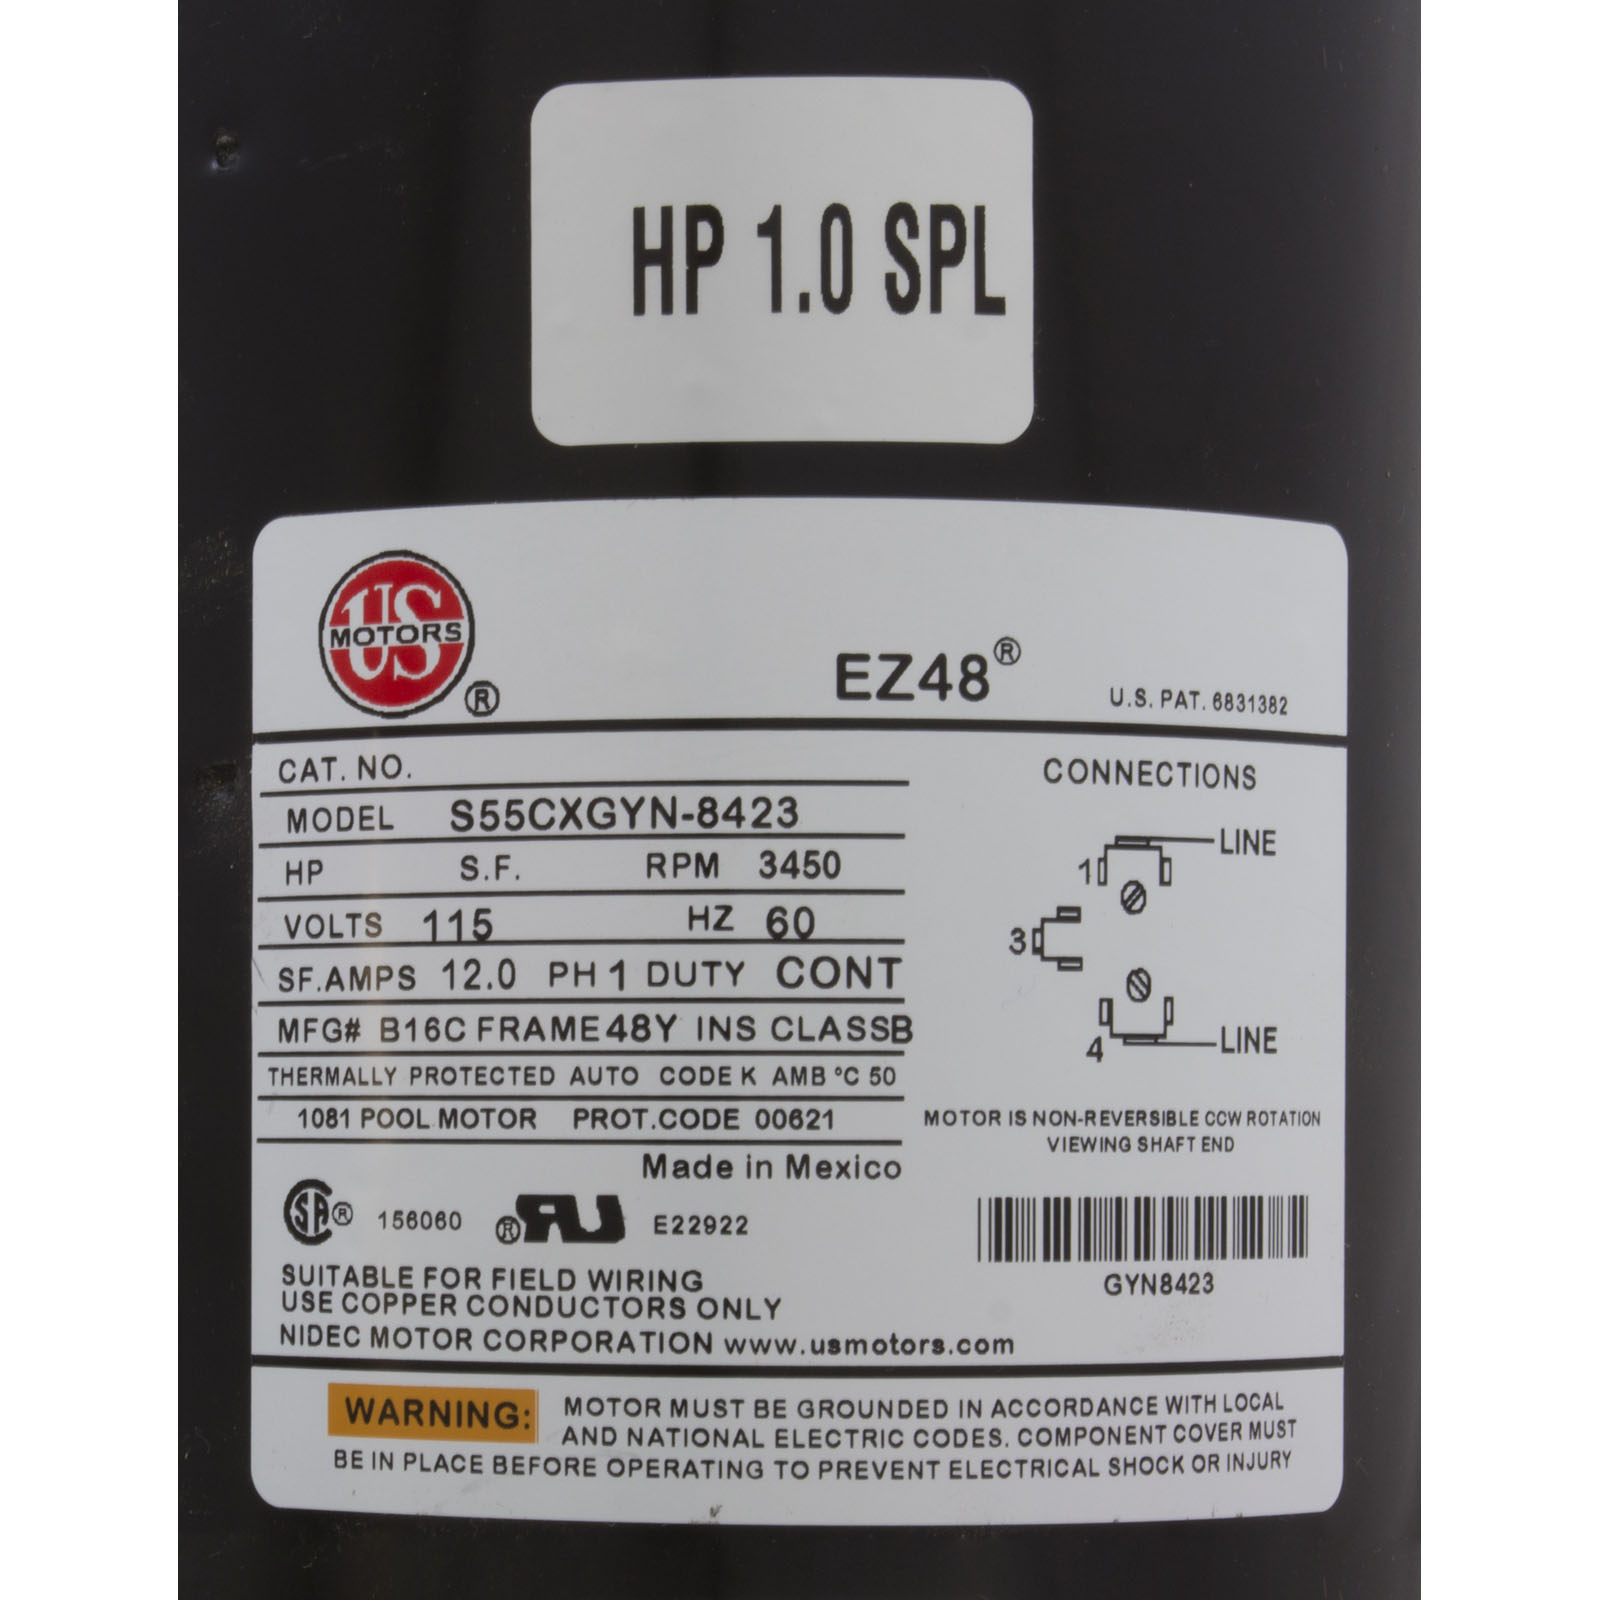 HP 1.0 SPL
US
MOTORS
®
EZ48®
U.S. PAT. 6831382
CAT. NO.
MODEL S55CXGYN-8423
HP S.F. RPM 3450
VOLTS 115 HZ 60
SF.AMPS 12.0 PH 1 DUTY CONT
MFG# B16C FRAME 48Y INS CLASS B
THERMALLY PROTECTED AUTO CODE K AMB °C 50
1081 POOL MOTOR PROT.CODE 00621
Made in Mexico
CONNECTIONS
1 LINE
3
4 LINE
MOTOR IS NON-REVERSIBLE CCW ROTATION
VIEWING SHAFT END
SA® 156060 ®RU E22922
GYN8423
SUITABLE FOR FIELD WIRING
USE COPPER CONDUCTORS ONLY
NIDEC MOTOR CORPORATION www.usmotors.com
WARNING: MOTOR MUST BE GROUNDED IN ACCORDANCE WITH LOCAL
AND NATIONAL ELECTRIC CODES. COMPONENT COVER MUST
BE IN PLACE BEFORE OPERATING TO PREVENT ELECTRICAL SHOCK OR INJURY